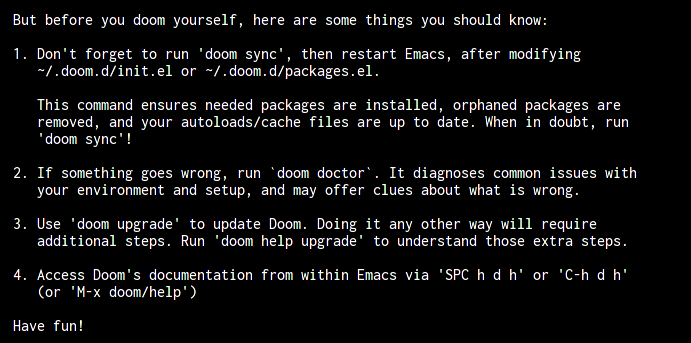 But before you doom yourself, here are some things you should know:
1. Don't forget to run 'doom sync', then restart Emacs, after modifying
~/.doom.d/init.el or ~/.doom.d/packages.el.
This command ensures needed packages are installed, orphaned packages are
removed, and your autoloads/cache files are up to date. When in doubt, run
'doom sync'!
2. If something goes wrong, run `doom doctor`. It diagnoses common issues with
your environment and setup, and may offer clues about what is wrong.
3. Use 'doom upgrade' to update Doom. Doing it any other way will require
additional steps. Run 'doom help upgrade' to understand those extra steps.
4. Access Doom's documentation from within Emacs via 'SPC h d h' or 'C-h d h'
(or 'M-x doom/help')
Have fun!